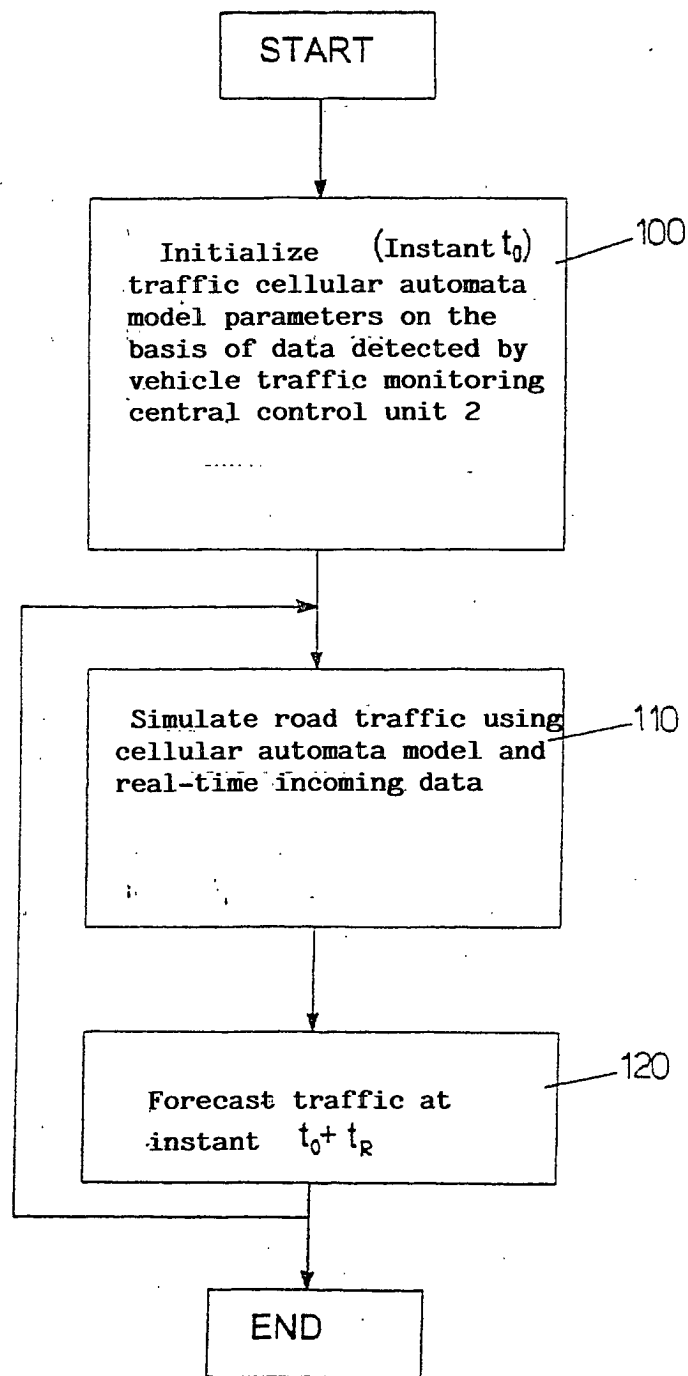 START
Initialize (Instant t₀)
traffic cellular automata
model parameters on the
basis of data detected by
vehicle traffic monitoring
central control unit 2
100
Simulate road traffic using
cellular automata model and
real-time incoming data
110
Forecast traffic at
instant t₀+ t_R
120
END